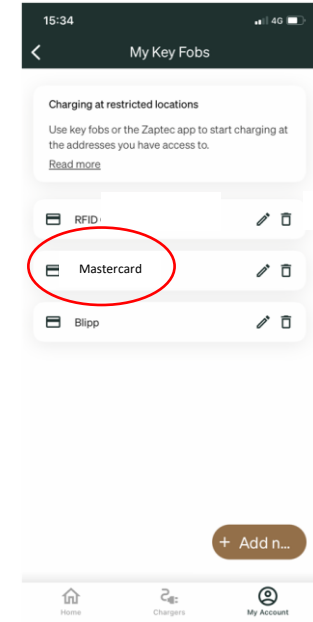 15:34
4G
My Key Fobs
Charging at restricted locations
Use key fobs or the Zaptec app to start charging at
the addresses you have access to.
Read more
RFID
Mastercard
Blipp
+ Add n...
Home
Chargers
My Account